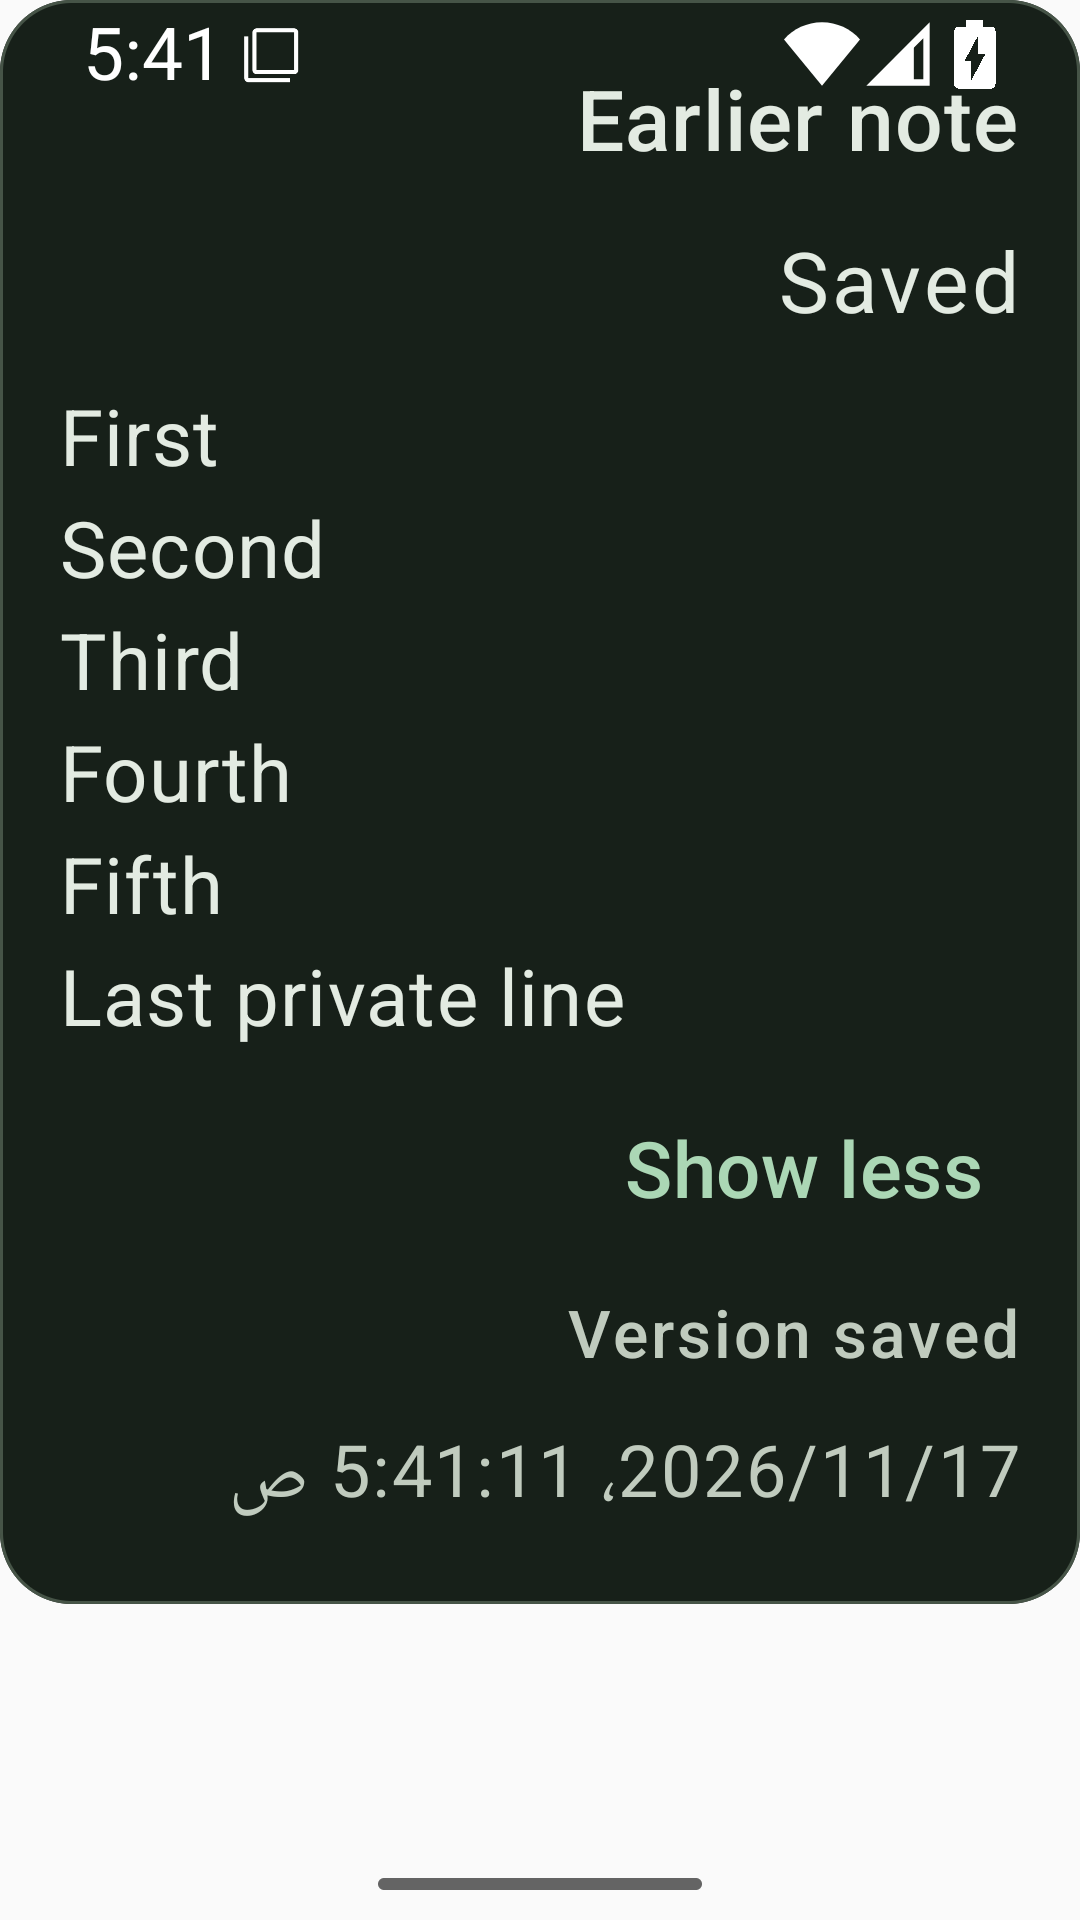 5:41
Earlier note
Saved
First
Second
Third
Fourth
Fifth
Last private line
Show less
Version saved
17‏/11‏/2026، 5:41:11 ص